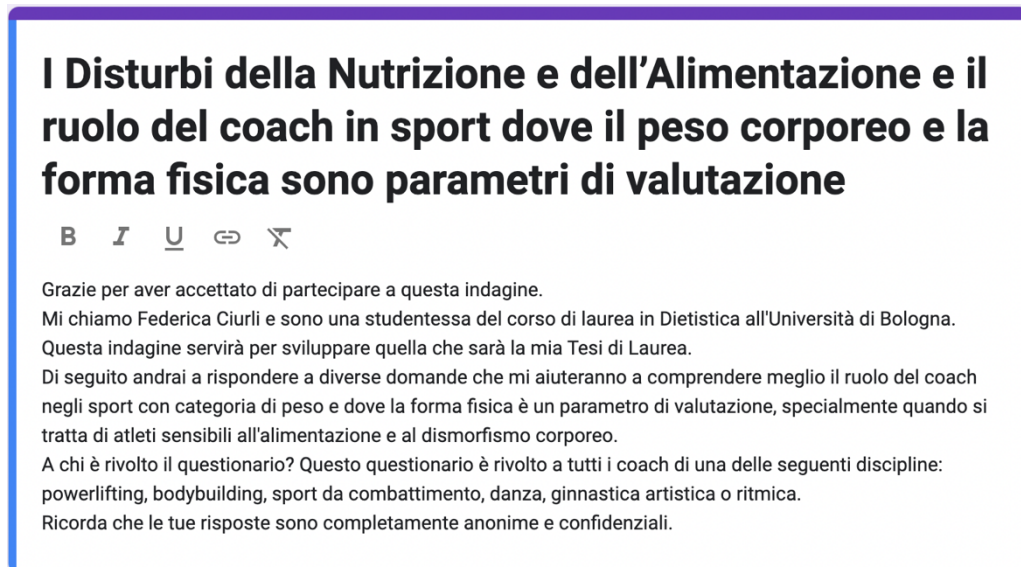 I Disturbi della Nutrizione e dell’Alimentazione e il
ruolo del coach in sport dove il peso corporeo e la
forma fisica sono parametri di valutazione
B I U
Grazie per aver accettato di partecipare a questa indagine.
Mi chiamo Federica Ciurli e sono una studentessa del corso di laurea in Dietistica all'Università di Bologna.
Questa indagine servirà per sviluppare quella che sarà la mia Tesi di Laurea.
Di seguito andrai a rispondere a diverse domande che mi aiuteranno a comprendere meglio il ruolo del coach
negli sport con categoria di peso e dove la forma fisica è un parametro di valutazione, specialmente quando si
tratta di atleti sensibili all'alimentazione e al dismorfismo corporeo.
A chi è rivolto il questionario? Questo questionario è rivolto a tutti i coach di una delle seguenti discipline:
powerlifting, bodybuilding, sport da combattimento, danza, ginnastica artistica o ritmica.
Ricorda che le tue risposte sono completamente anonime e confidenziali.